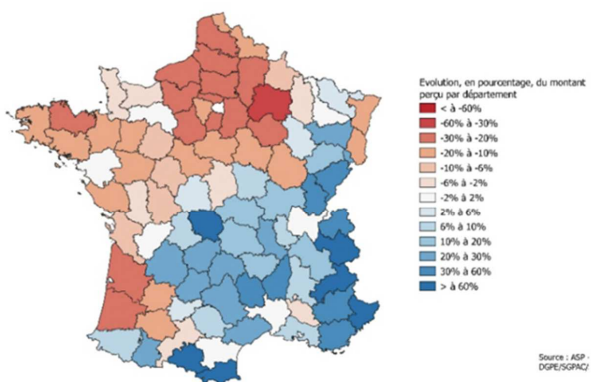 Evolution, en pourcentage, du montant
perçu par département
< à -60%
-60% à -30%
-30% à -20%
-20% à -10%
-10% à -6%
-6% à -2%
-2% à 2%
2% à 6%
6% à 10%
10% à 20%
20% à 30%
30% à 60%
> à 60%
Source : ASP -
DGPE/SGPAC/